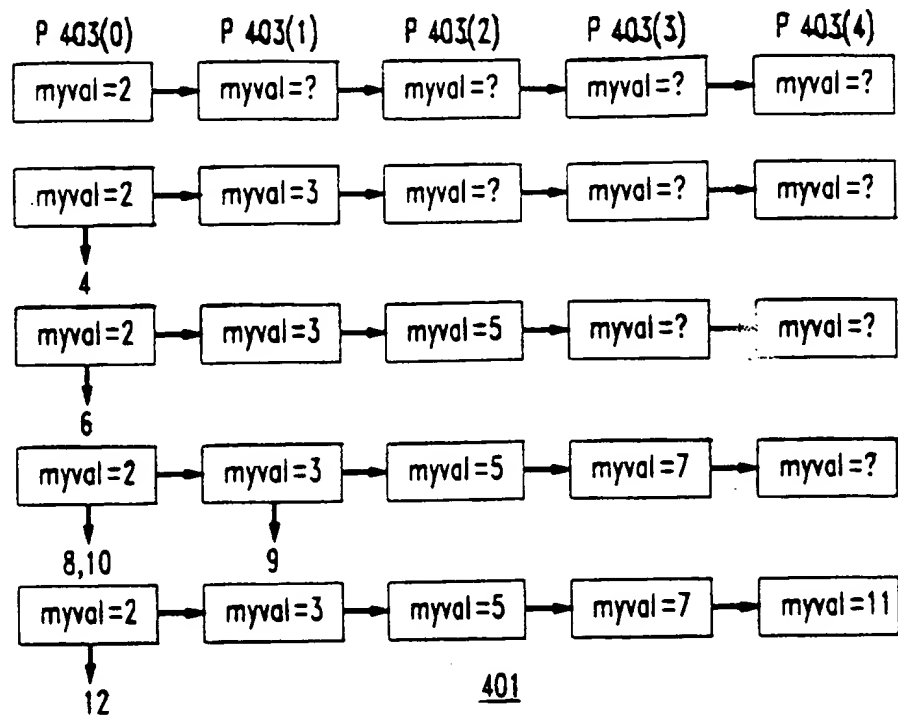 P 403(0) P 403(1) P 403(2) P 403(3) P 403(4)
myval=2 myval=? myval=? myval=? myval=?
myval=2 myval=3 myval=? myval=? myval=?
4
myval=2 myval=3 myval=5 myval=? myval=?
6
myval=2 myval=3 myval=5 myval=7 myval=?
8,10 9
myval=2 myval=3 myval=5 myval=7 myval=11
12
401